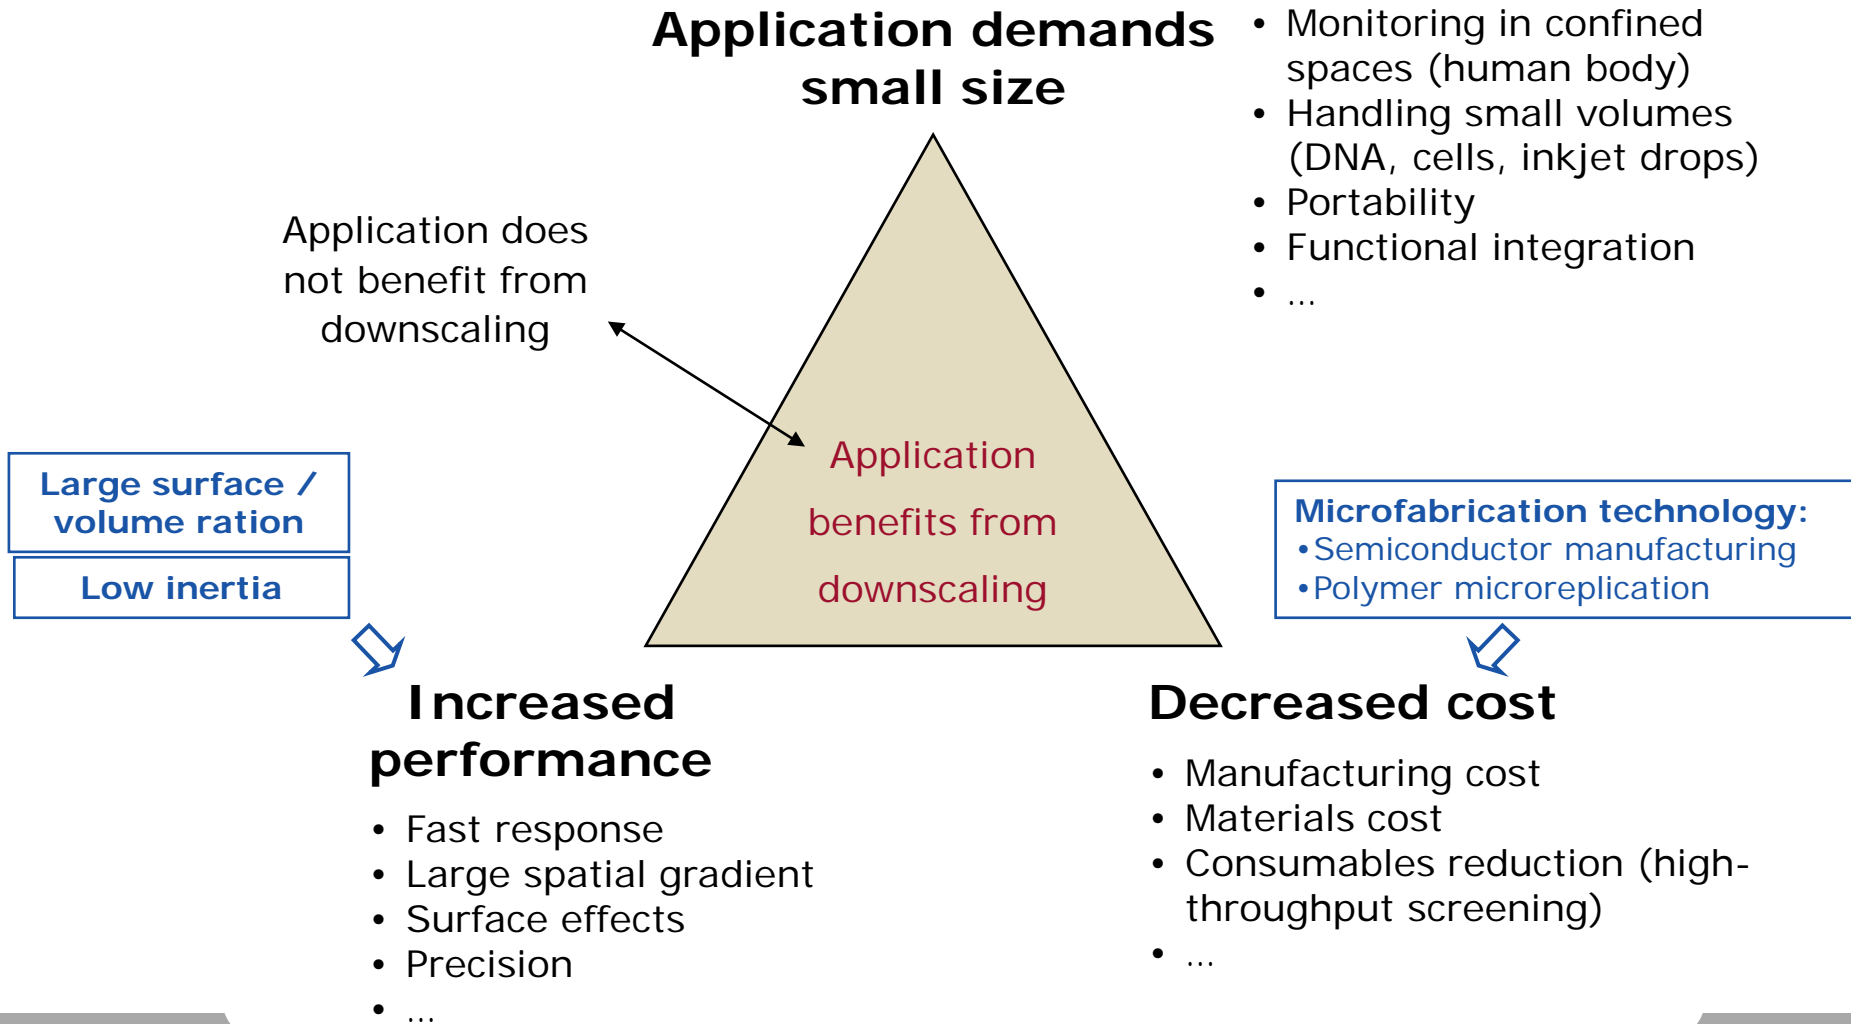 Application demands
small size
• Monitoring in confined
spaces (human body)
• Handling small volumes
(DNA, cells, inkjet drops)
• Portability
• Functional integration
• ...
Application does
not benefit from
downscaling
Application
benefits from
downscaling
Large surface /
volume ration
Low inertia
Microfabrication technology:
•Semiconductor manufacturing
•Polymer microreplication
Increased
performance
• Fast response
• Large spatial gradient
• Surface effects
• Precision
• ...
Decreased cost
• Manufacturing cost
• Materials cost
• Consumables reduction (high-
throughput screening)
• ...